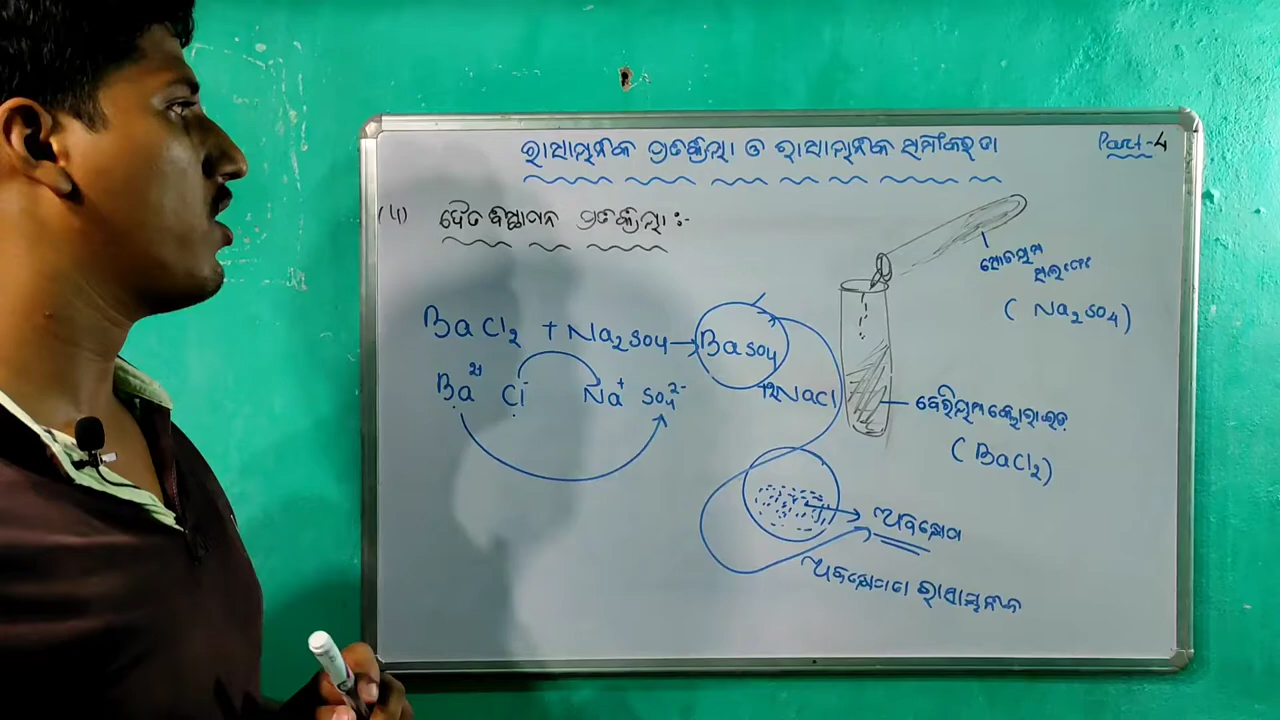 ରାସାୟନିକ ପ୍ରତିକ୍ରିୟା ଓ ରାସାୟନିକ ସମୀକରଣ
Part-4
(4) ଦ୍ୱୈତ ବିସ୍ଥାପନ ପ୍ରତିକ୍ରିୟା :-
BaCl₂ + Na₂SO₄ → BaSO₄
+2NaCl
Ba²⁺ Cl⁻ Na⁺ SO₄²⁻
ସୋଡିୟମ
ସଲଫେଟ
(Na₂SO₄)
ବେରିୟମ କ୍ଲୋରାଇଡ଼
(BaCl₂)
ଅବକ୍ଷେପ
ଅବକ୍ଷେପଣ ରାସାୟନିକ